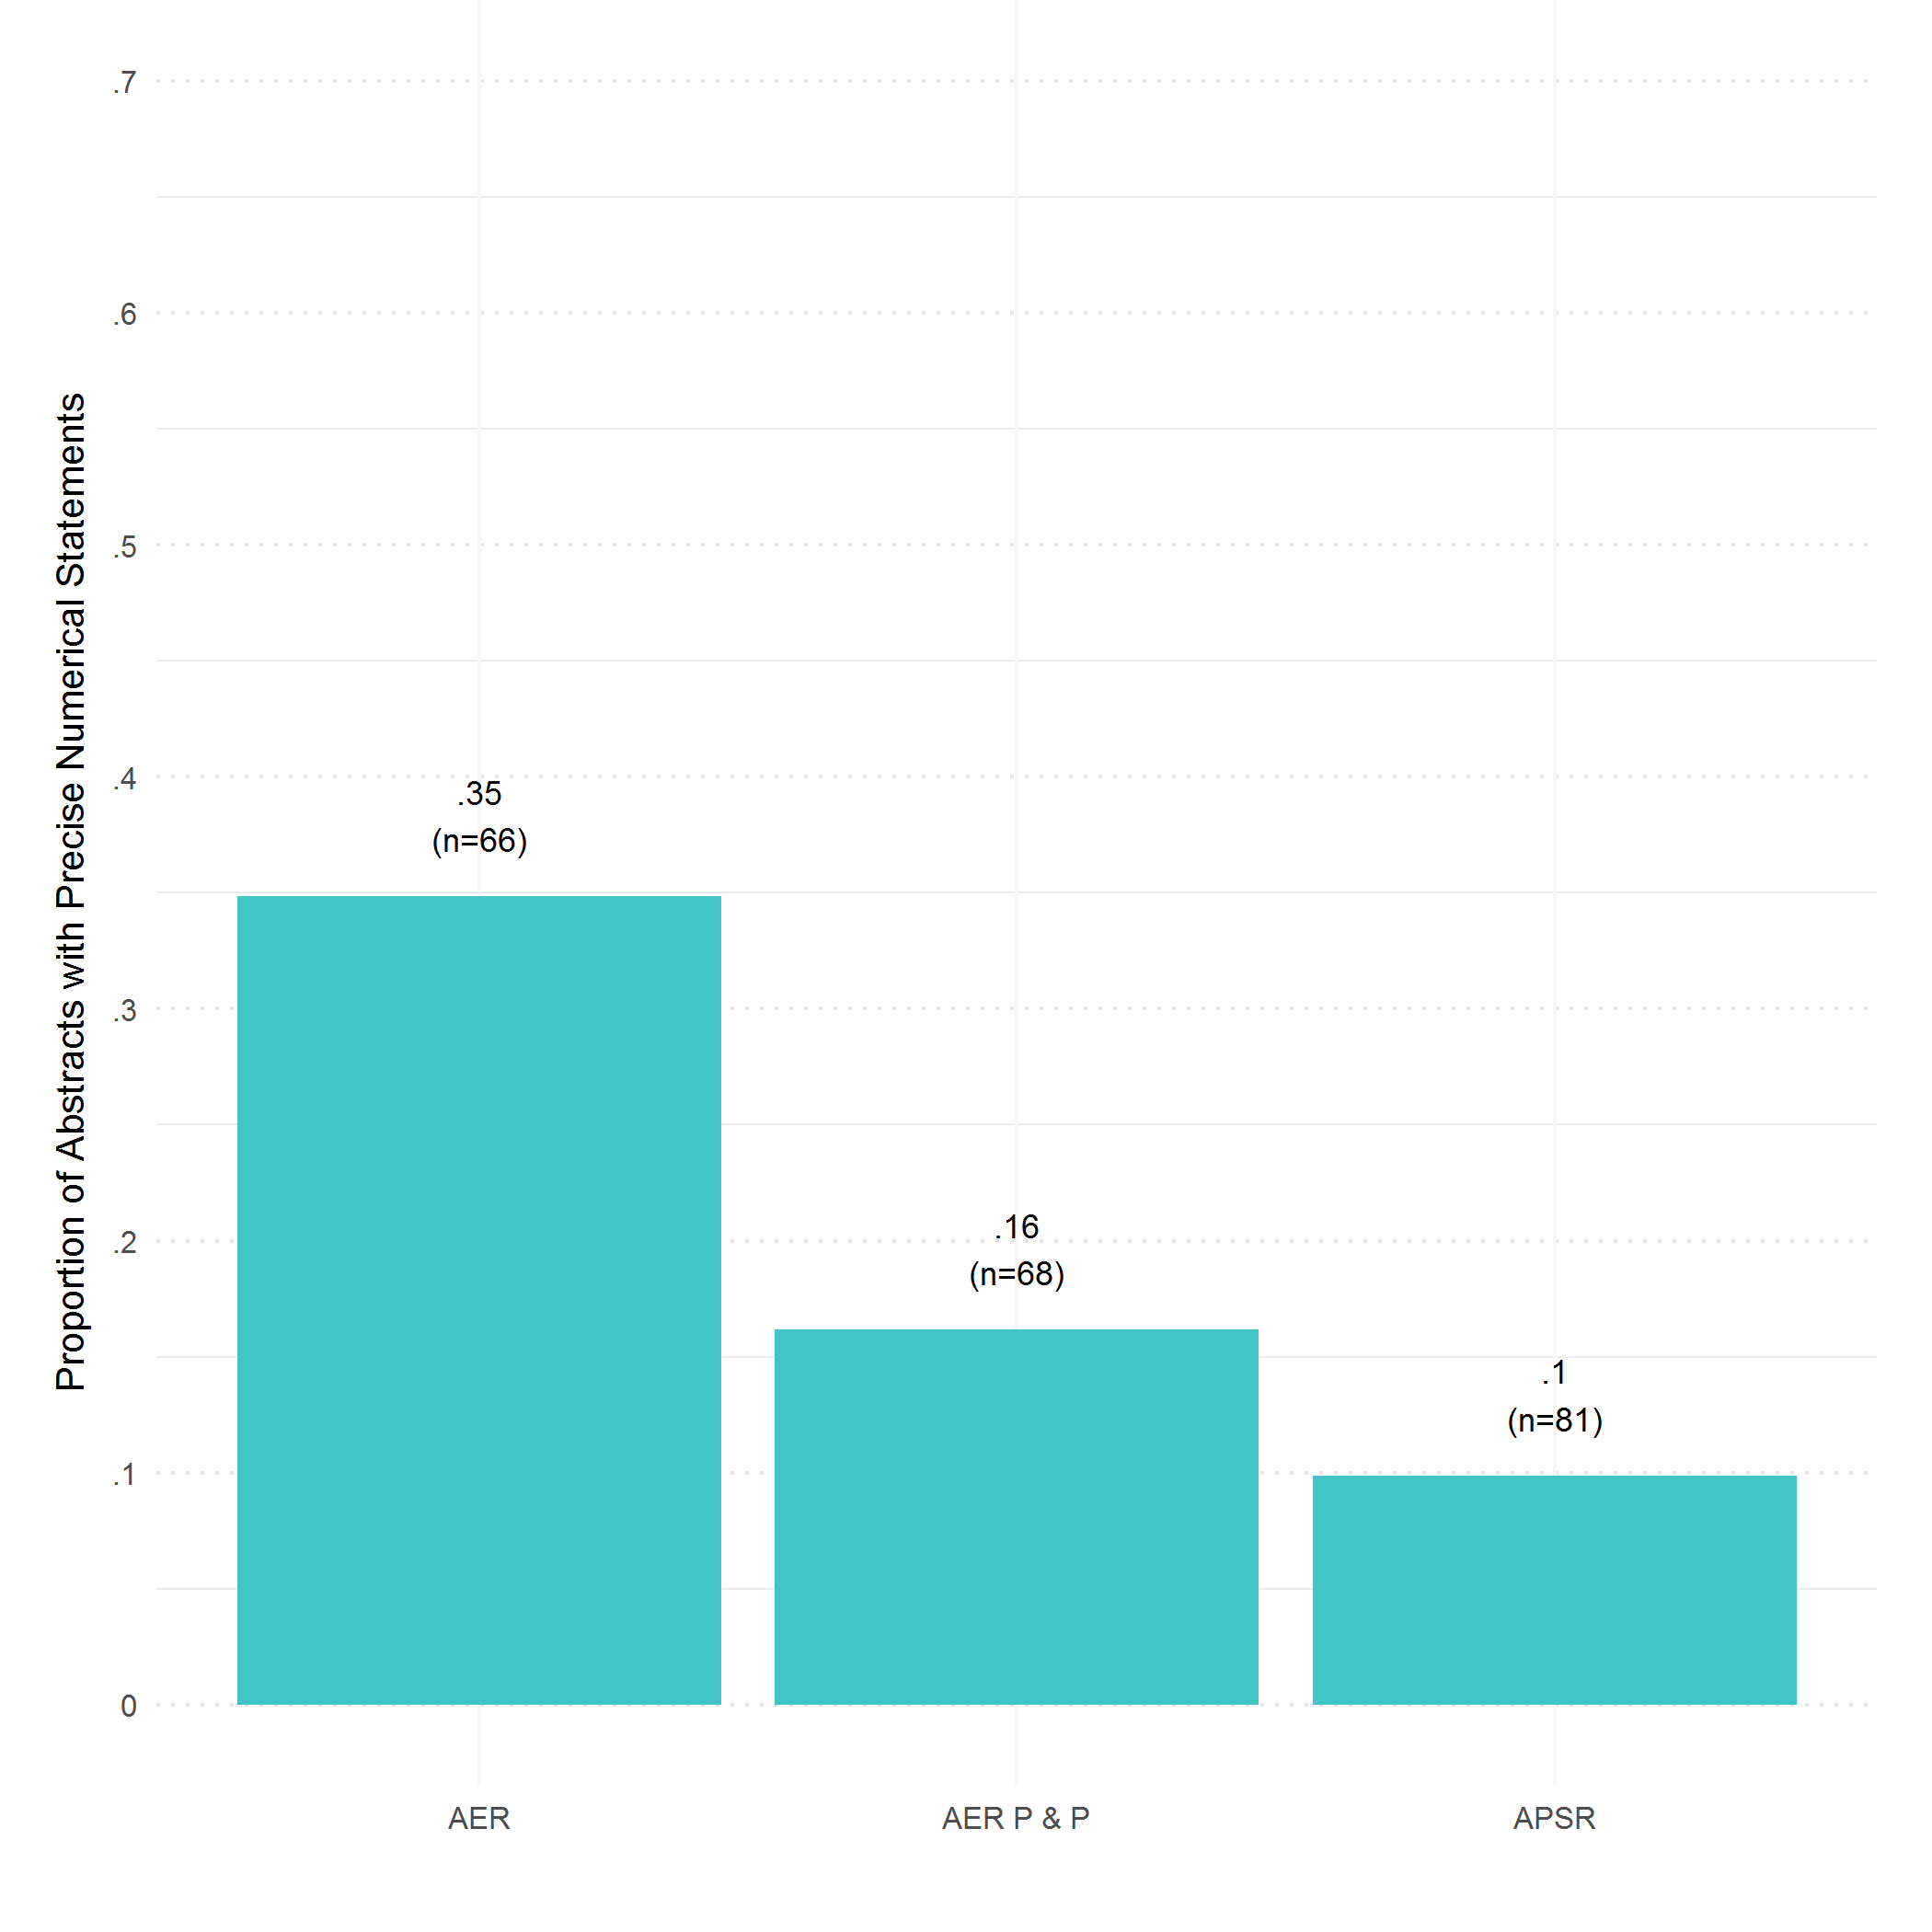 Proportion of Abstracts with Precise Numerical Statements
.7
.6
.5
.4
.3
.2
.1
0
.35
(n=66)
.16
(n=68)
.1
(n=81)
AER
AER P & P
APSR